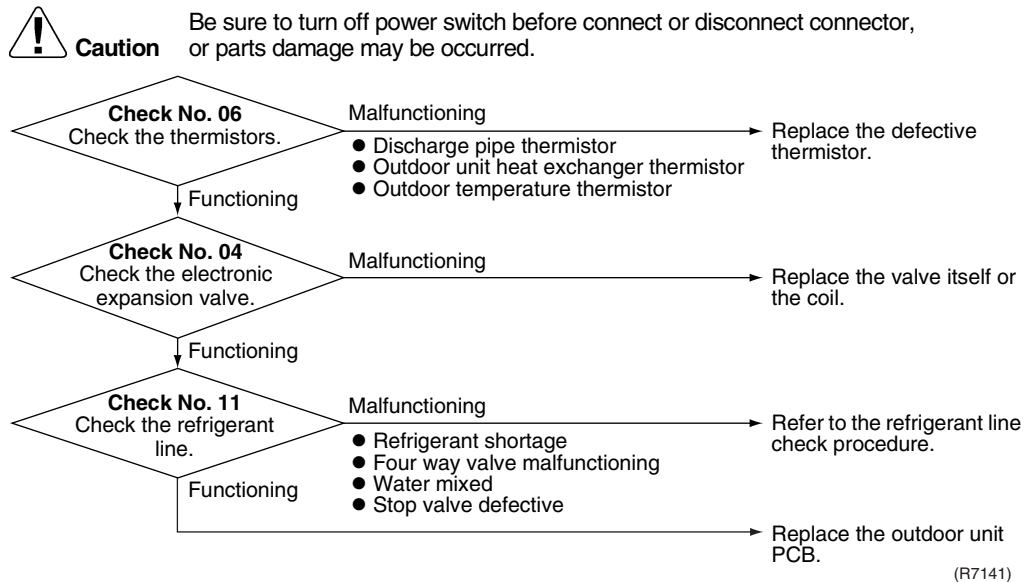 Be sure to turn off power switch before connect or disconnect connector,
Caution or parts damage may be occurred.
Check No. 06
Check the thermistors.
Malfunctioning
● Discharge pipe thermistor
● Outdoor unit heat exchanger thermistor
● Outdoor temperature thermistor
Replace the defective
thermistor.
Functioning
Check No. 04
Check the electronic
expansion valve.
Malfunctioning
Replace the valve itself or
the coil.
Functioning
Check No. 11
Check the refrigerant
line.
Malfunctioning
● Refrigerant shortage
● Four way valve malfunctioning
● Water mixed
● Stop valve defective
Refer to the refrigerant line
check procedure.
Functioning
Replace the outdoor unit
PCB.
(R7141)